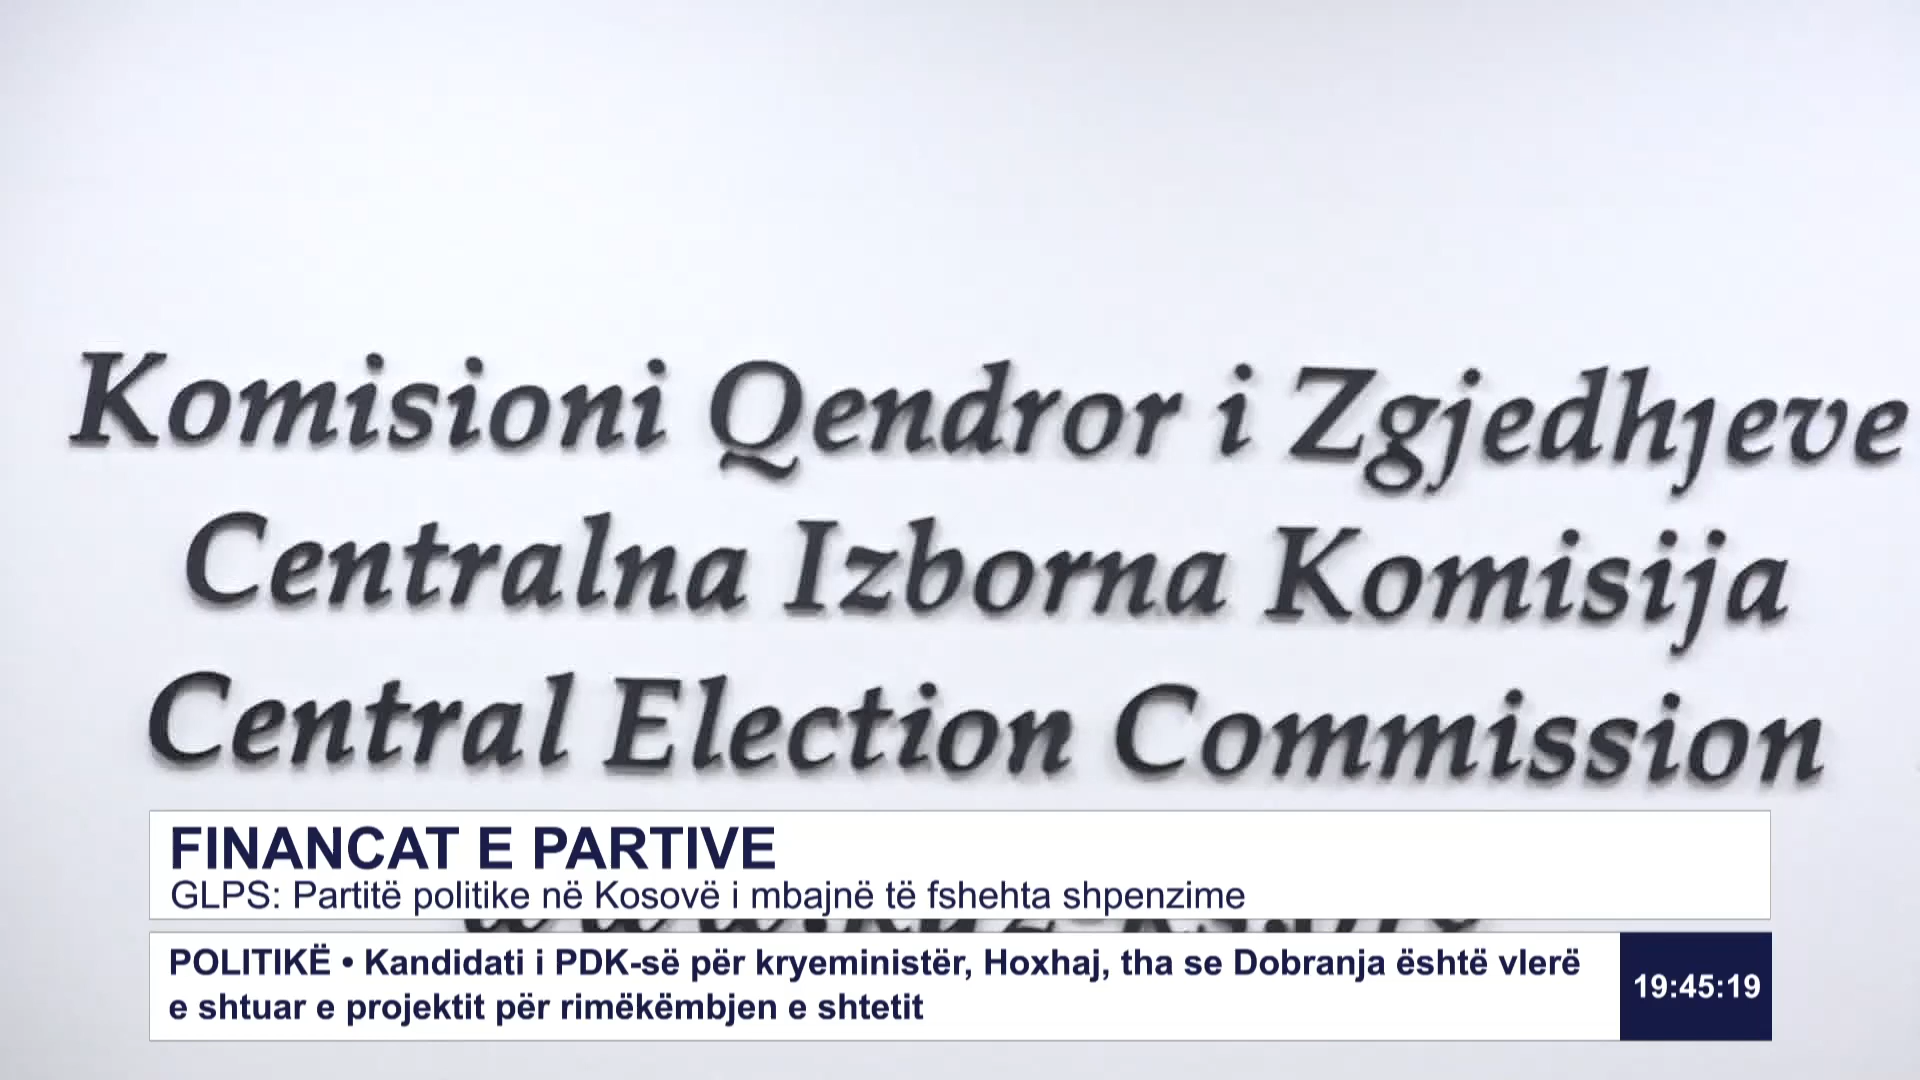 Komisioni Qendror i Zgjedhjeve
Centralna Izborna Komisija
Central Election Commission
FINANCAT E PARTIVE
GLPS: Partitë politike në Kosovë i mbajnë të fshehta shpenzime
POLITIKË • Kandidati i PDK-së për kryeministër, Hoxhaj, tha se Dobranja është vlerë
e shtuar e projektit për rimëkëmbjen e shtetit
19:45:19